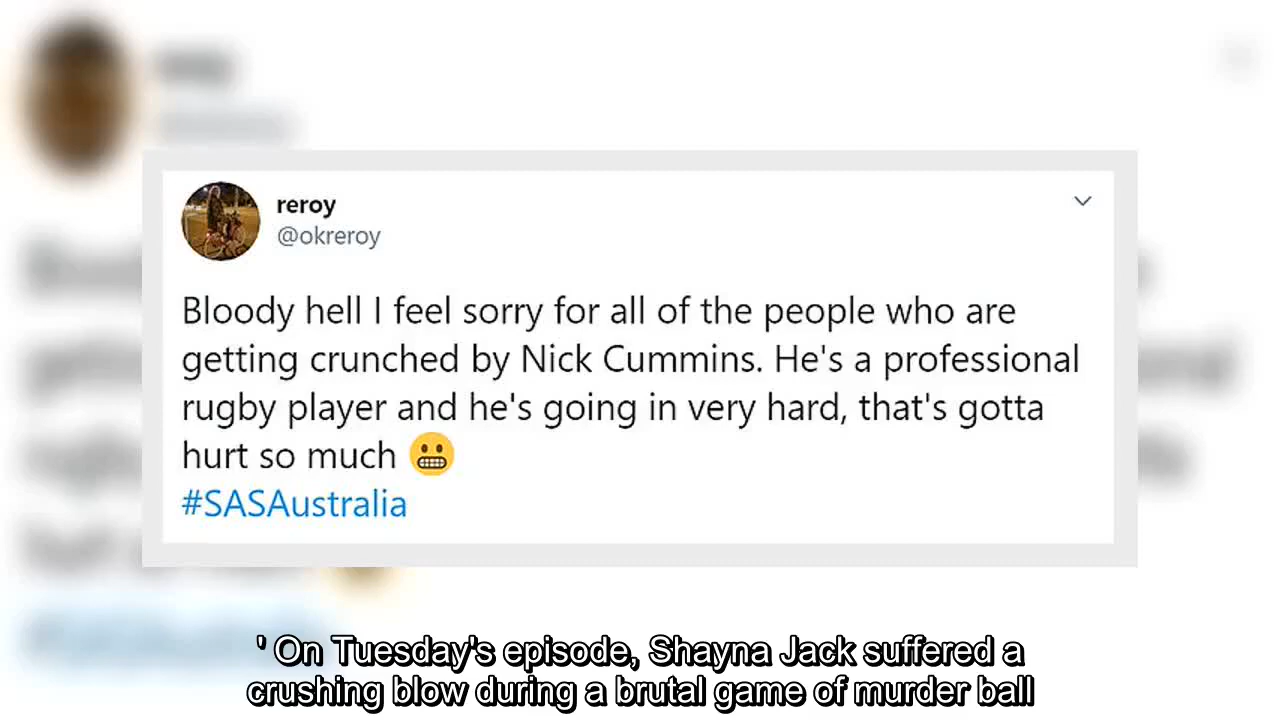 reroy
@okreroy
Bloody hell I feel sorry for all of the people who are
getting crunched by Nick Cummins. He's a professional
rugby player and he's going in very hard, that's gotta
hurt so much 😬
#SASAustralia
' On Tuesday's episode, Shayna Jack suffered a
crushing blow during a brutal game of murder ball